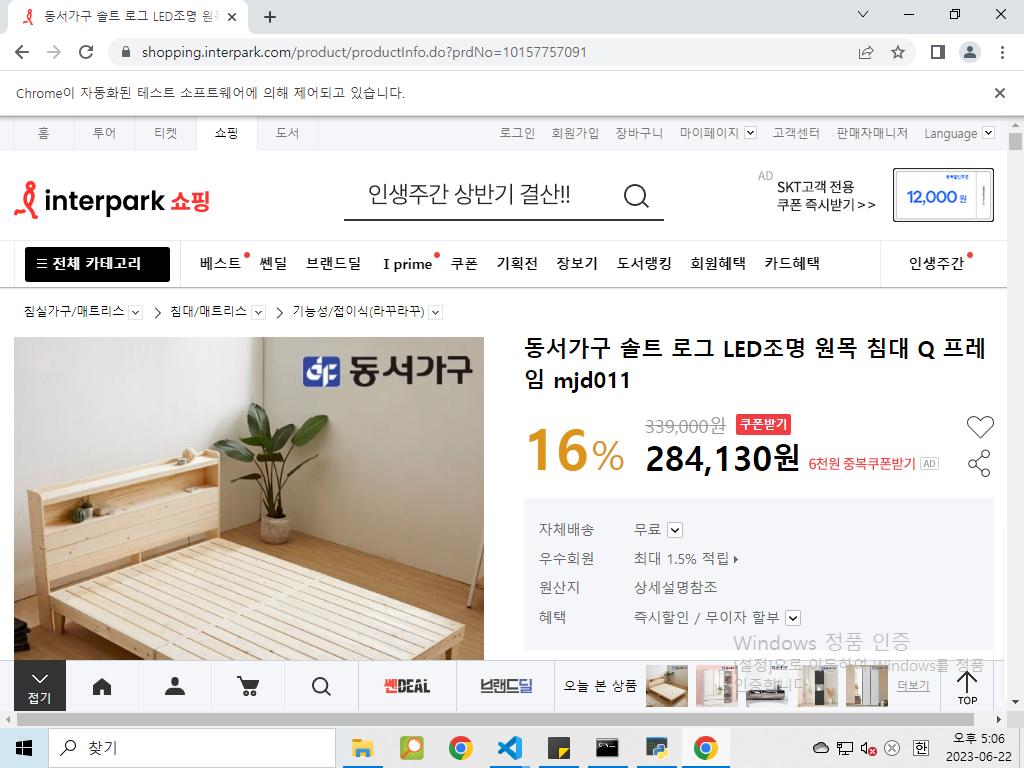 동서가구 솔트 로그 LED조명 원목
shopping.interpark.com/product/productInfo.do?prdNo=10157757091
Chrome이 자동화된 테스트 소프트웨어에 의해 제어되고 있습니다.
홈 투어 티켓 쇼핑 도서 로그인 회원가입 장바구니 마이페이지 고객센터 판매자매니저 Language
interpark 쇼핑
인생주간 상반기 결산!!
AD SKT고객 전용
쿠폰 즉시받기 >>
12,000 원
☰ 전체 카테고리 베스트 쎈딜 브랜드딜 I prime 쿠폰 기획전 장보기 도서랭킹 회원혜택 카드혜택 인생주간
침실가구/매트리스 > 침대/매트리스 > 기능성/접이식(라꾸라꾸)
동서가구
동서가구 솔트 로그 LED조명 원목 침대 Q 프레
임 mjd011
16%
339,000원 쿠폰받기
284,130원 6천원 중복쿠폰받기 AD
자체배송 무료
우수회원 최대 1.5% 적립
원산지 상세설명참조
혜택 즉시할인 / 무이자 할부
Windows 정품 인증
[설정]으로 이동하여 Windows를 정품
인증합니다.
접기
쎈DEAL 브랜드딜 오늘 본 상품 더보기
TOP
찾기
한
오후 5:06
2023-06-22